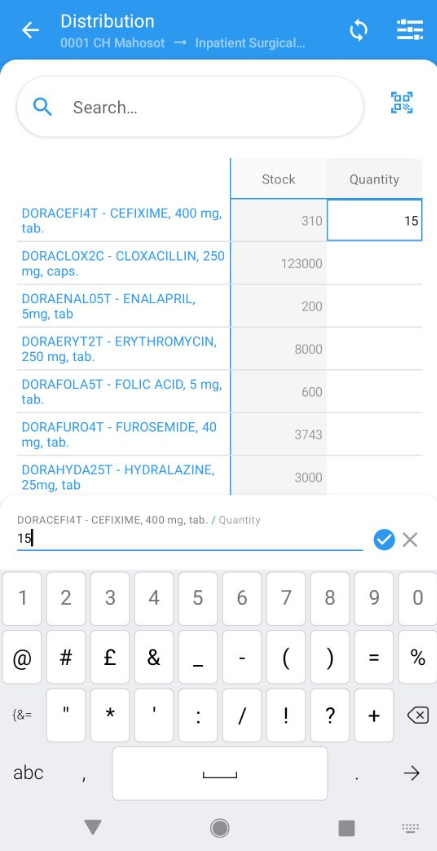 Distribution
0001 CH Mahosot → Inpatient Surgical...
Search...
Stock Quantity
DORACEFI4T - CEFIXIME, 400 mg, tab. 310 15
DORACLOX2C - CLOXACILLIN, 250 mg, caps. 123000
DORAENAL05T - ENALAPRIL, 5mg, tab 200
DORAERYT2T - ERYTHROMYCIN, 250 mg, tab. 8000
DORAFOLA5T - FOLIC ACID, 5 mg, tab. 600
DORAFURO4T - FUROSEMIDE, 40 mg, tab. 3743
DORAHYDA25T - HYDRALAZINE, 25mg, tab 3000
DORACEFI4T - CEFIXIME, 400 mg, tab. / Quantity
15
1 2 3 4 5 6 7 8 9 0
@ # £ & _ - ( ) = %
{&= " * ' : / ! ? +
abc , .